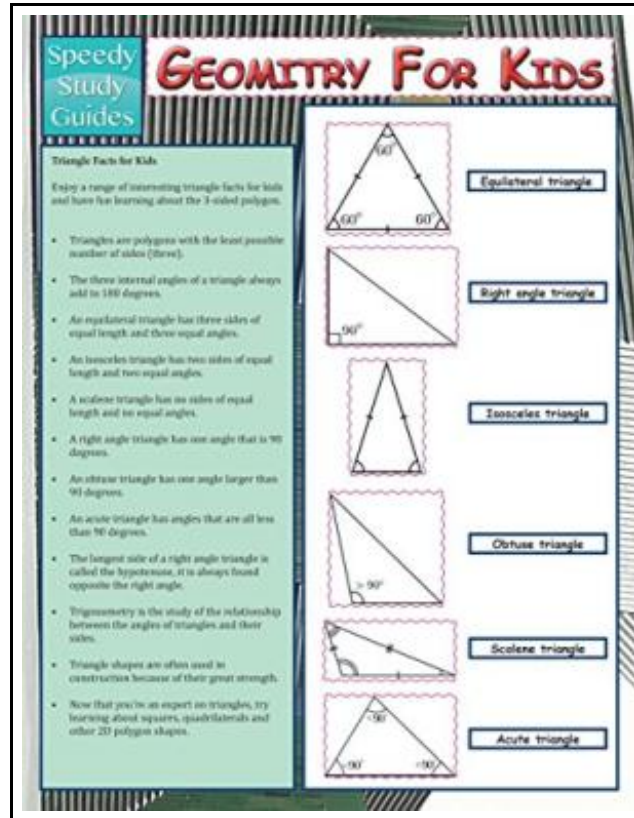 Speedy
Study
Guides
GEOMITRY FOR KIDS
Triangle Facts for Kids
Enjoy a range of interesting triangle facts for kids
and have fun learning about the 3-sided polygon.
• Triangles are polygons with the least possible
number of sides (three).
• The three internal angles of a triangle always
add to 180 degrees.
• An equilateral triangle has three sides of
equal length and three equal angles.
• An isosceles triangle has two sides of equal
length and two equal angles.
• A scalene triangle has no sides of equal
length and no equal angles.
• A right angle triangle has one angle that is 90
degrees.
• An obtuse triangle has one angle larger than
90 degrees.
• An acute triangle has angles that are all less
than 90 degrees.
• The longest side of a right angle triangle is
called the hypotenuse, it is always found
opposite the right angle.
• Trigonometry is the study of the relationship
between the angles of triangles and their
sides.
• Triangle shapes are often used in
construction because of their great strength.
• Now that you're an expert on triangles, try
learning about squares, quadrilaterals and
other 2D polygon shapes.
60°
60° 60°
Equilateral triangle
90°
Right angle triangle
Isosceles triangle
> 90°
Obtuse triangle
Scalene triangle
<90°
<90° <90°
Acute triangle